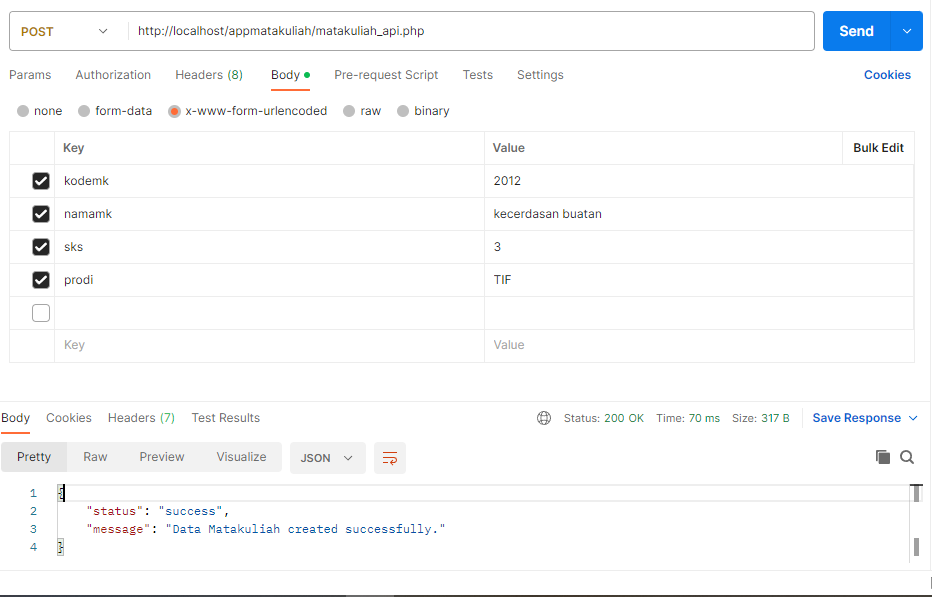 POST http://localhost/appmatakuliah/matakuliah_api.php Send
Params Authorization Headers (8) Body Pre-request Script Tests Settings Cookies
none form-data x-www-form-urlencoded raw binary
Key Value Bulk Edit
kodemk 2012
namamk kecerdasan buatan
sks 3
prodi TIF
Key Value
Body Cookies Headers (7) Test Results Status: 200 OK Time: 70 ms Size: 317 B Save Response
Pretty Raw Preview Visualize JSON
1 {
2 "status": "success",
3 "message": "Data Matakuliah created successfully."
4 }